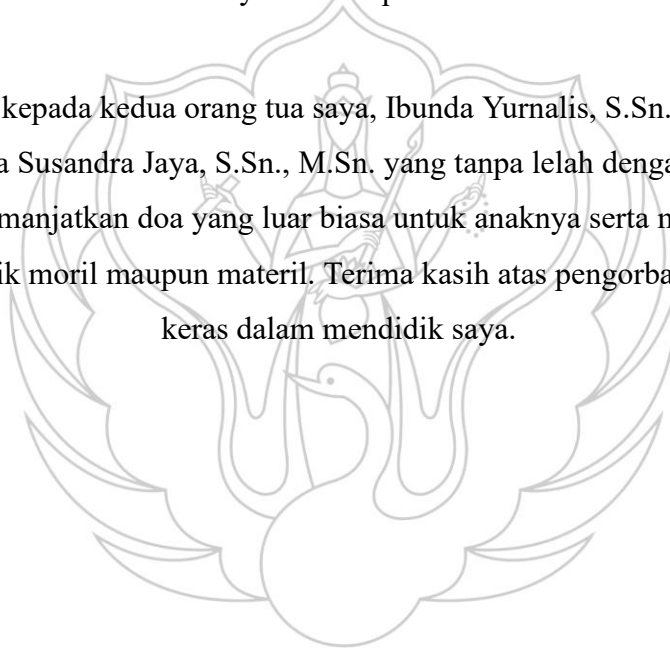 kepada kedua orang tua saya, Ibunda Yurnalis, S.Sn.
a Susandra Jaya, S.Sn., M.Sn. yang tanpa lelah denga
manjatkan doa yang luar biasa untuk anaknya serta
ik moril maupun materil. Terima kasih atas pengorba
keras dalam mendidik saya.